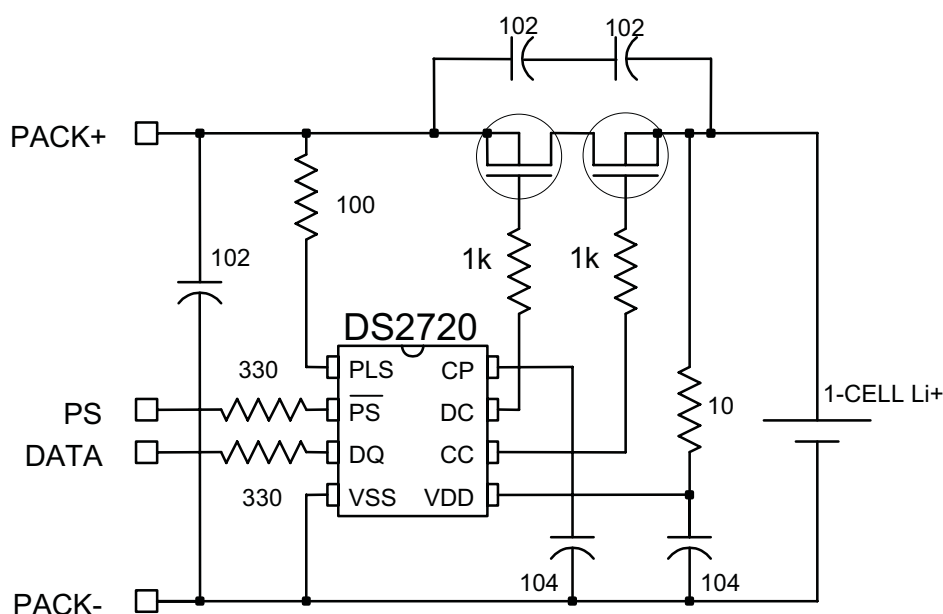 102
102
PACK+
100
1k
1k
102
DS2720
330
PLS
CP
PS
PS
DC
10
1-CELL Li+
DATA
DQ
CC
330
VSS
VDD
104
104
PACK-